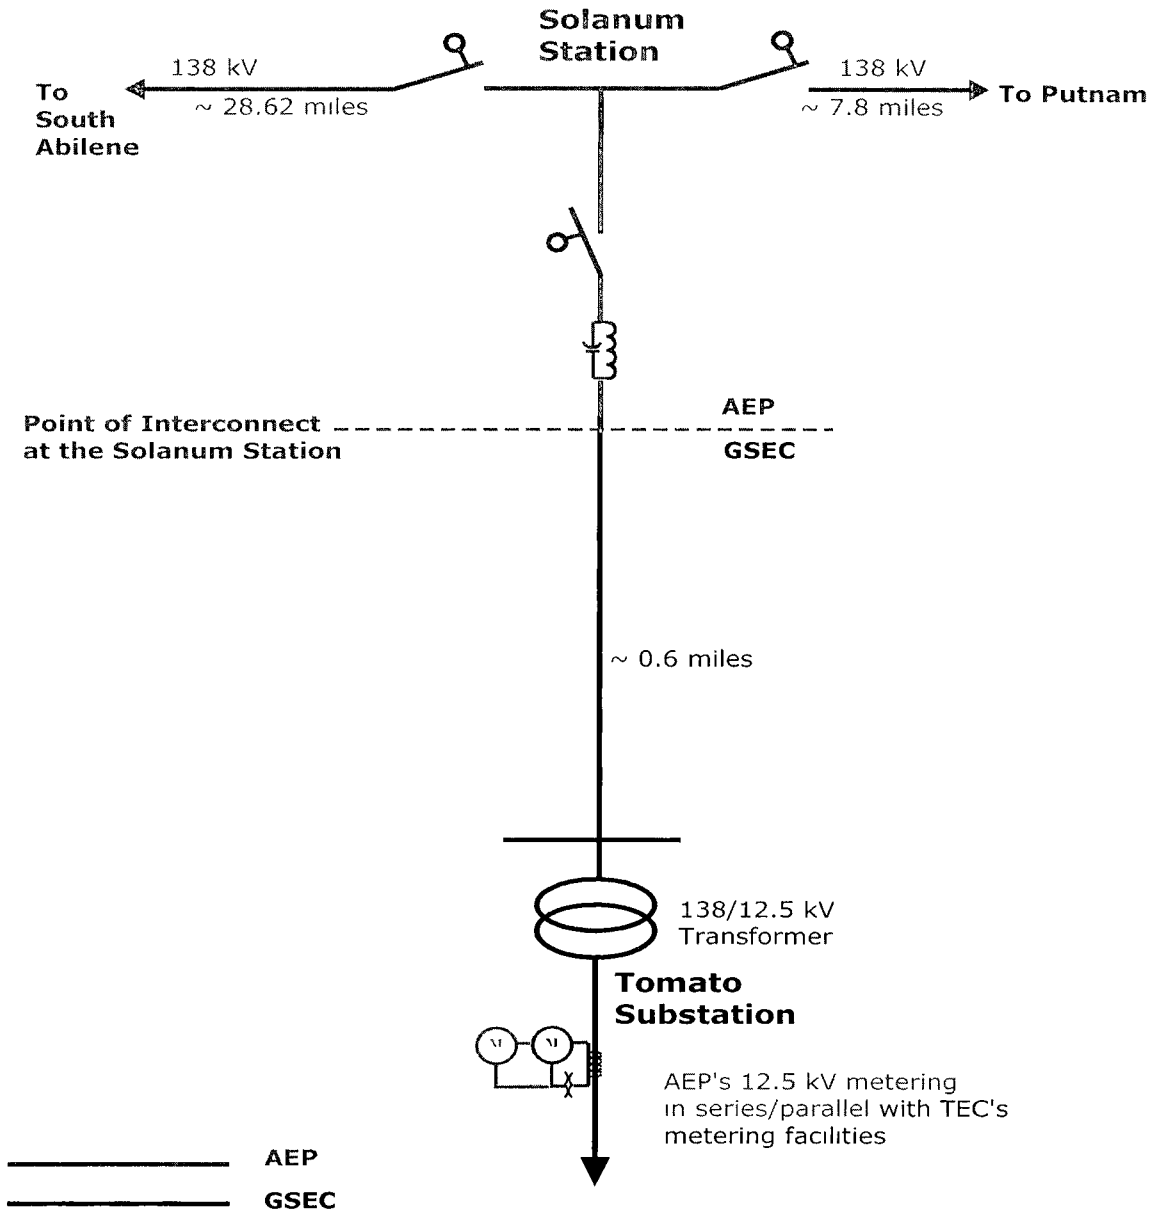 Solanum
Station
138 kV
~ 28.62 miles
To
South
Abilene
138 kV
~ 7.8 miles
To Putnam
Point of Interconnect
at the Solanum Station
AEP
GSEC
~ 0.6 miles
138/12.5 kV
Transformer
Tomato
Substation
M
M
AEP's 12.5 kV metering
in series/parallel with TEC's
metering facilities
AEP
GSEC